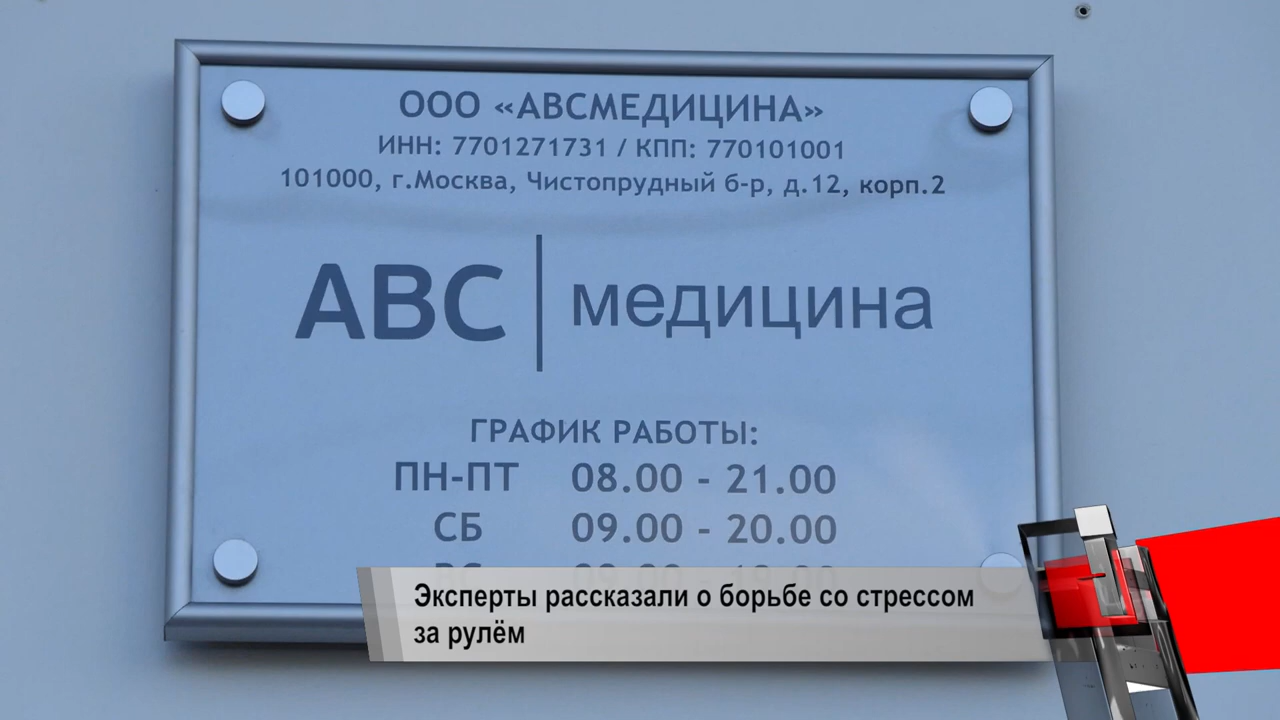 ООО «АВСМЕДИЦИНА»
ИНН: 7701271731 / КПП: 770101001
101000, г.Москва, Чистопрудный б-р, д.12, корп.2
АВС медицина
ГРАФИК РАБОТЫ:
ПН-ПТ 08.00 - 21.00
СБ 09.00 - 20.00
Эксперты рассказали о борьбе со стрессом
за рулём